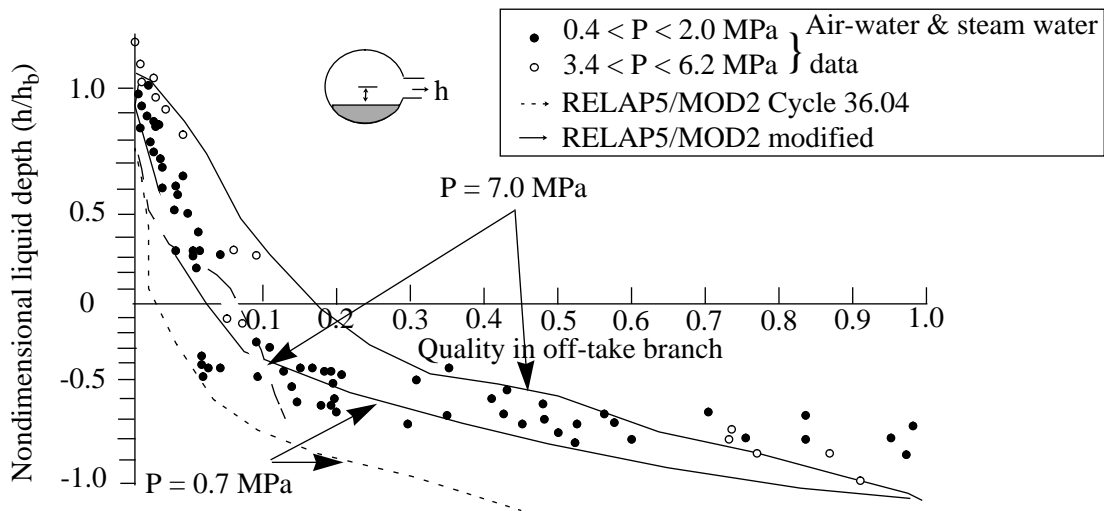 0.4 < P < 2.0 MPa
3.4 < P < 6.2 MPa
} Air-water & steam water
data
RELAP5/MOD2 Cycle 36.04
RELAP5/MOD2 modified
h
P = 7.0 MPa
Nondimensional liquid depth (h/hb)
1.0
0.5
0
-0.5
-1.0
0.1 0.2 0.3 0.4 0.5 0.6 0.7 0.8 0.9 1.0
Quality in off-take branch
P = 0.7 MPa